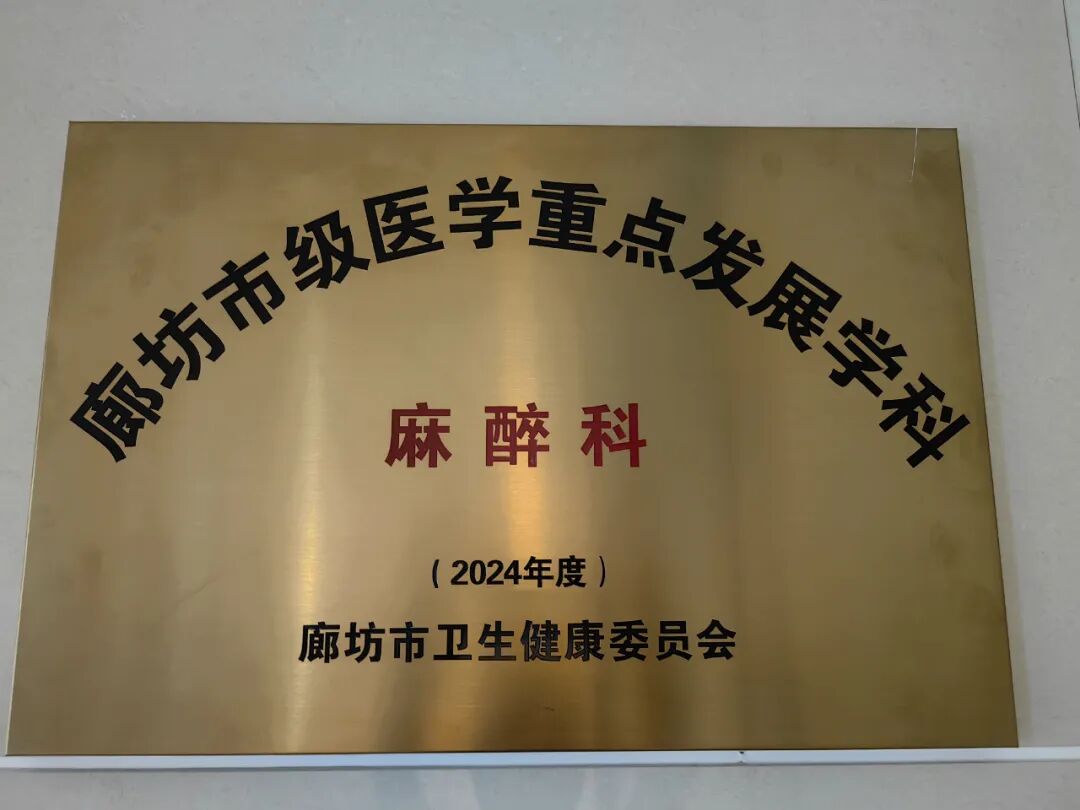 廊坊市级医学重点发展学科
麻醉科
（2024年度）
廊坊市卫生健康委员会